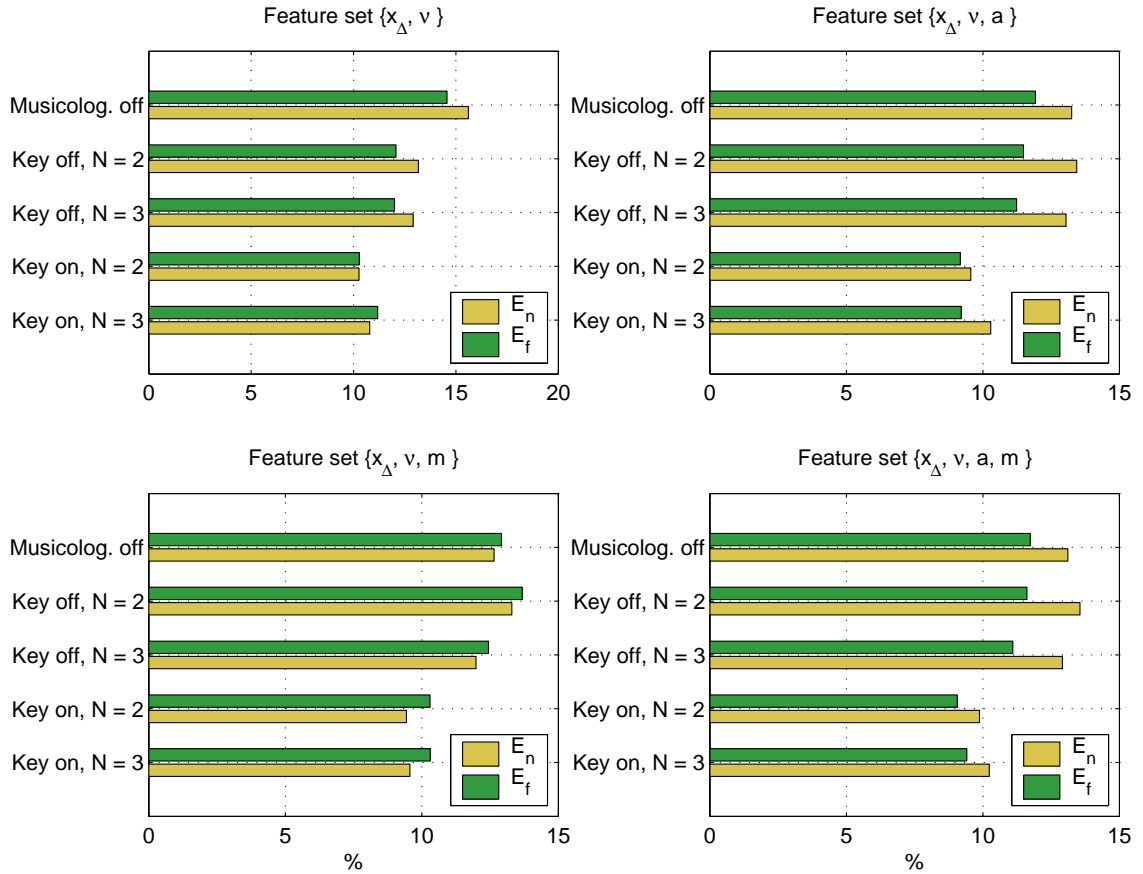 Feature set {x_Δ, ν }
Musicolog. off
Key off, N = 2
Key off, N = 3
Key on, N = 2
Key on, N = 3
0 5 10 15 20
E_n
E_f
Feature set {x_Δ, ν, a }
Musicolog. off
Key off, N = 2
Key off, N = 3
Key on, N = 2
Key on, N = 3
0 5 10 15
E_n
E_f
Feature set {x_Δ, ν, m }
Musicolog. off
Key off, N = 2
Key off, N = 3
Key on, N = 2
Key on, N = 3
0 5 10 15
%
E_n
E_f
Feature set {x_Δ, ν, a, m }
Musicolog. off
Key off, N = 2
Key off, N = 3
Key on, N = 2
Key on, N = 3
0 5 10 15
%
E_n
E_f